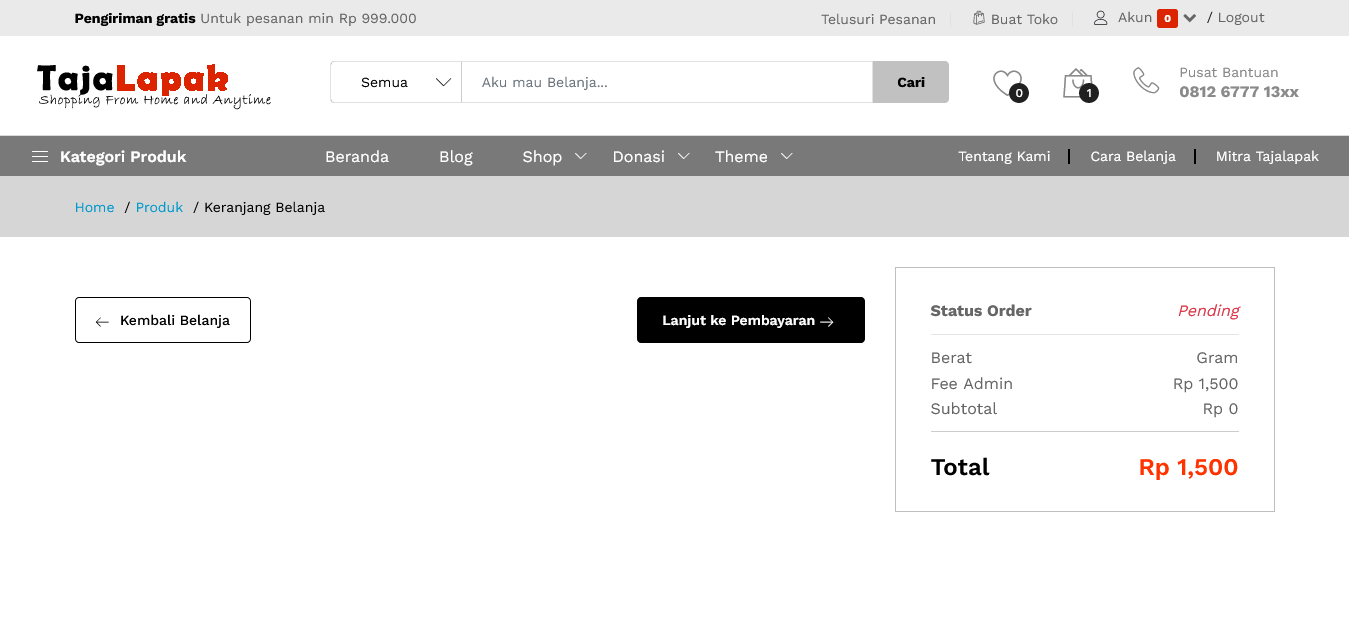 Pengiriman gratis Untuk pesanan min Rp 999.000
Telusuri Pesanan Buat Toko Akun 0 / Logout
TajaLapak
Shopping From Home and Anytime
Semua Aku mau Belanja... Cari
0 1
Pusat Bantuan
0812 6777 13xx
Kategori Produk Beranda Blog Shop Donasi Theme Tentang Kami Cara Belanja Mitra Tajalapak
Home / Produk / Keranjang Belanja
Kembali Belanja Lanjut ke Pembayaran
Status Order Pending
Berat Gram
Fee Admin Rp 1,500
Subtotal Rp 0
Total Rp 1,500